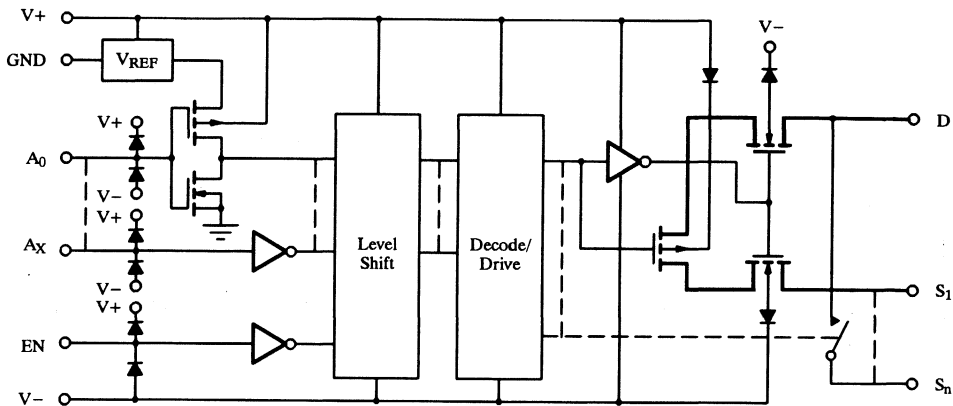 V+
V−
GND
VREF
D
V+
A0
V−
V+
AX
Level
Shift
Decode/
Drive
V−
V+
S1
EN
Sn
V−